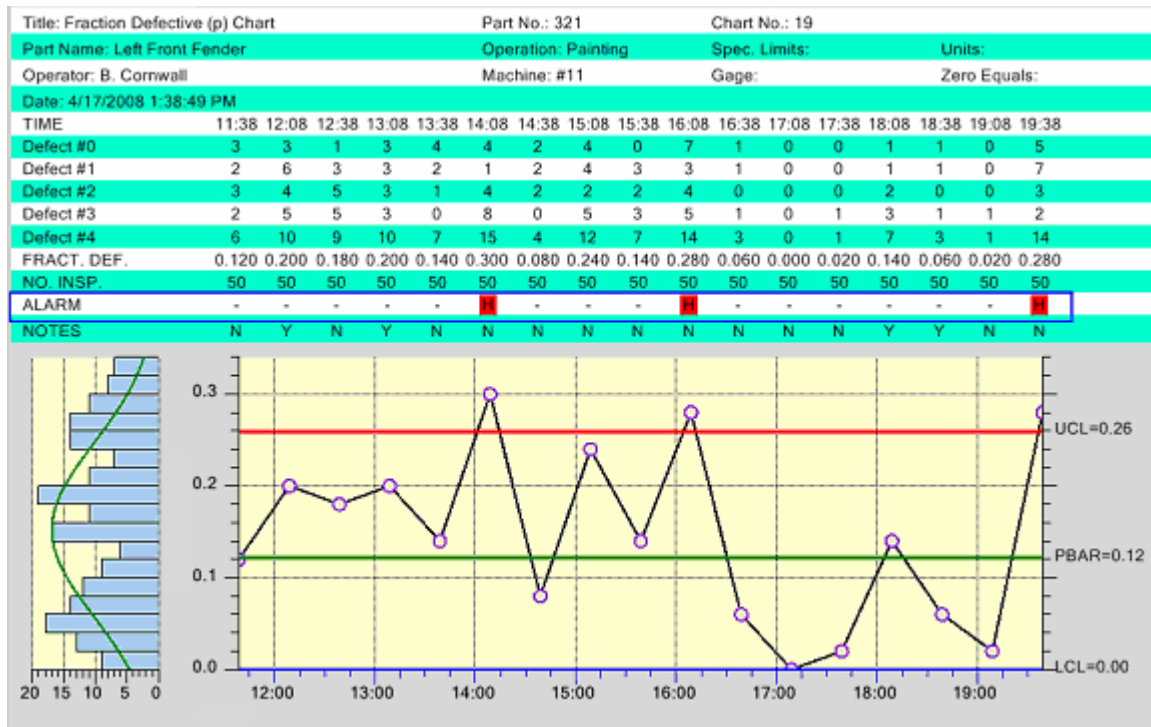 Title: Fraction Defective (p) Chart Part No.: 321 Chart No.: 19
Part Name: Left Front Fender Operation: Painting Spec. Limits: Units:
Operator: B. Cornwall Machine: #11 Gage: Zero Equals:
Date: 4/17/2008 1:38:49 PM
TIME 11:38 12:08 12:38 13:08 13:38 14:08 14:38 15:08 15:38 16:08 16:38 17:08 17:38 18:08 18:38 19:08 19:38
Defect #0 3 3 1 3 4 4 2 4 0 7 1 0 0 1 1 0 5
Defect #1 2 6 3 3 2 1 2 4 3 3 1 0 0 1 1 0 7
Defect #2 3 4 5 3 1 4 2 2 2 4 0 0 0 2 0 0 3
Defect #3 2 5 5 3 0 8 0 5 3 5 1 0 1 3 1 1 2
Defect #4 6 10 9 10 7 15 4 12 7 14 3 0 1 7 3 1 14
FRACT. DEF. 0.120 0.200 0.180 0.200 0.140 0.300 0.080 0.240 0.140 0.280 0.060 0.000 0.020 0.140 0.060 0.020 0.280
NO. INSP. 50 50 50 50 50 50 50 50 50 50 50 50 50 50 50 50 50
ALARM - - - - - H - - - H - - - - - - H
NOTES N Y N Y N N N N N N N N N Y Y N N
0.3
UCL=0.26
0.2
PBAR=0.12
0.1
0.0 LCL=0.00
20 15 10 5 0 12:00 13:00 14:00 15:00 16:00 17:00 18:00 19:00